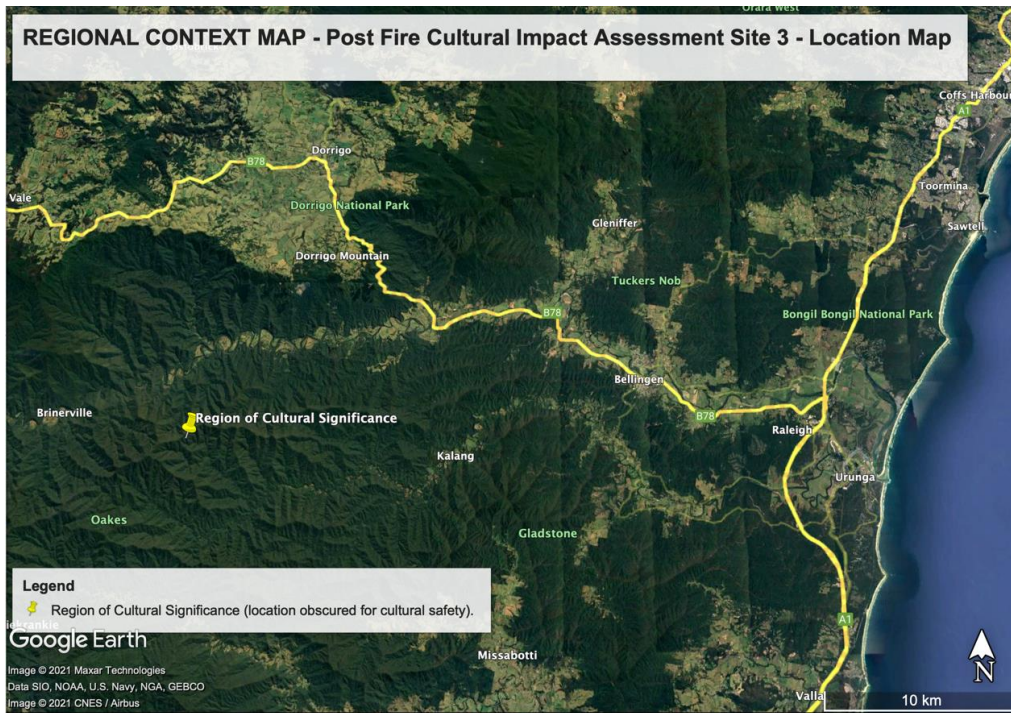 Orara West
REGIONAL CONTEXT MAP - Post Fire Cultural Impact Assessment Site 3 - Location Map
Coffs Harbour
A1
Dorrigo
B78
Toormina
Vale
Dorrigo National Park
Gleniffer
Sawtell
Dorrigo Mountain
Tuckers Nob
B78
Bongil Bongil National Park
Bellingen
Brinerville
Region of Cultural Significance
B78
Raleigh
Kalang
Urunga
Oakes
Gladstone
Legend
Region of Cultural Significance (location obscured for cultural safety).
A1
Google Earth
Missabotti
N
Image © 2021 Maxar Technologies
Data SIO, NOAA, U.S. Navy, NGA, GEBCO
Image © 2021 CNES / Airbus
Valla
10 km